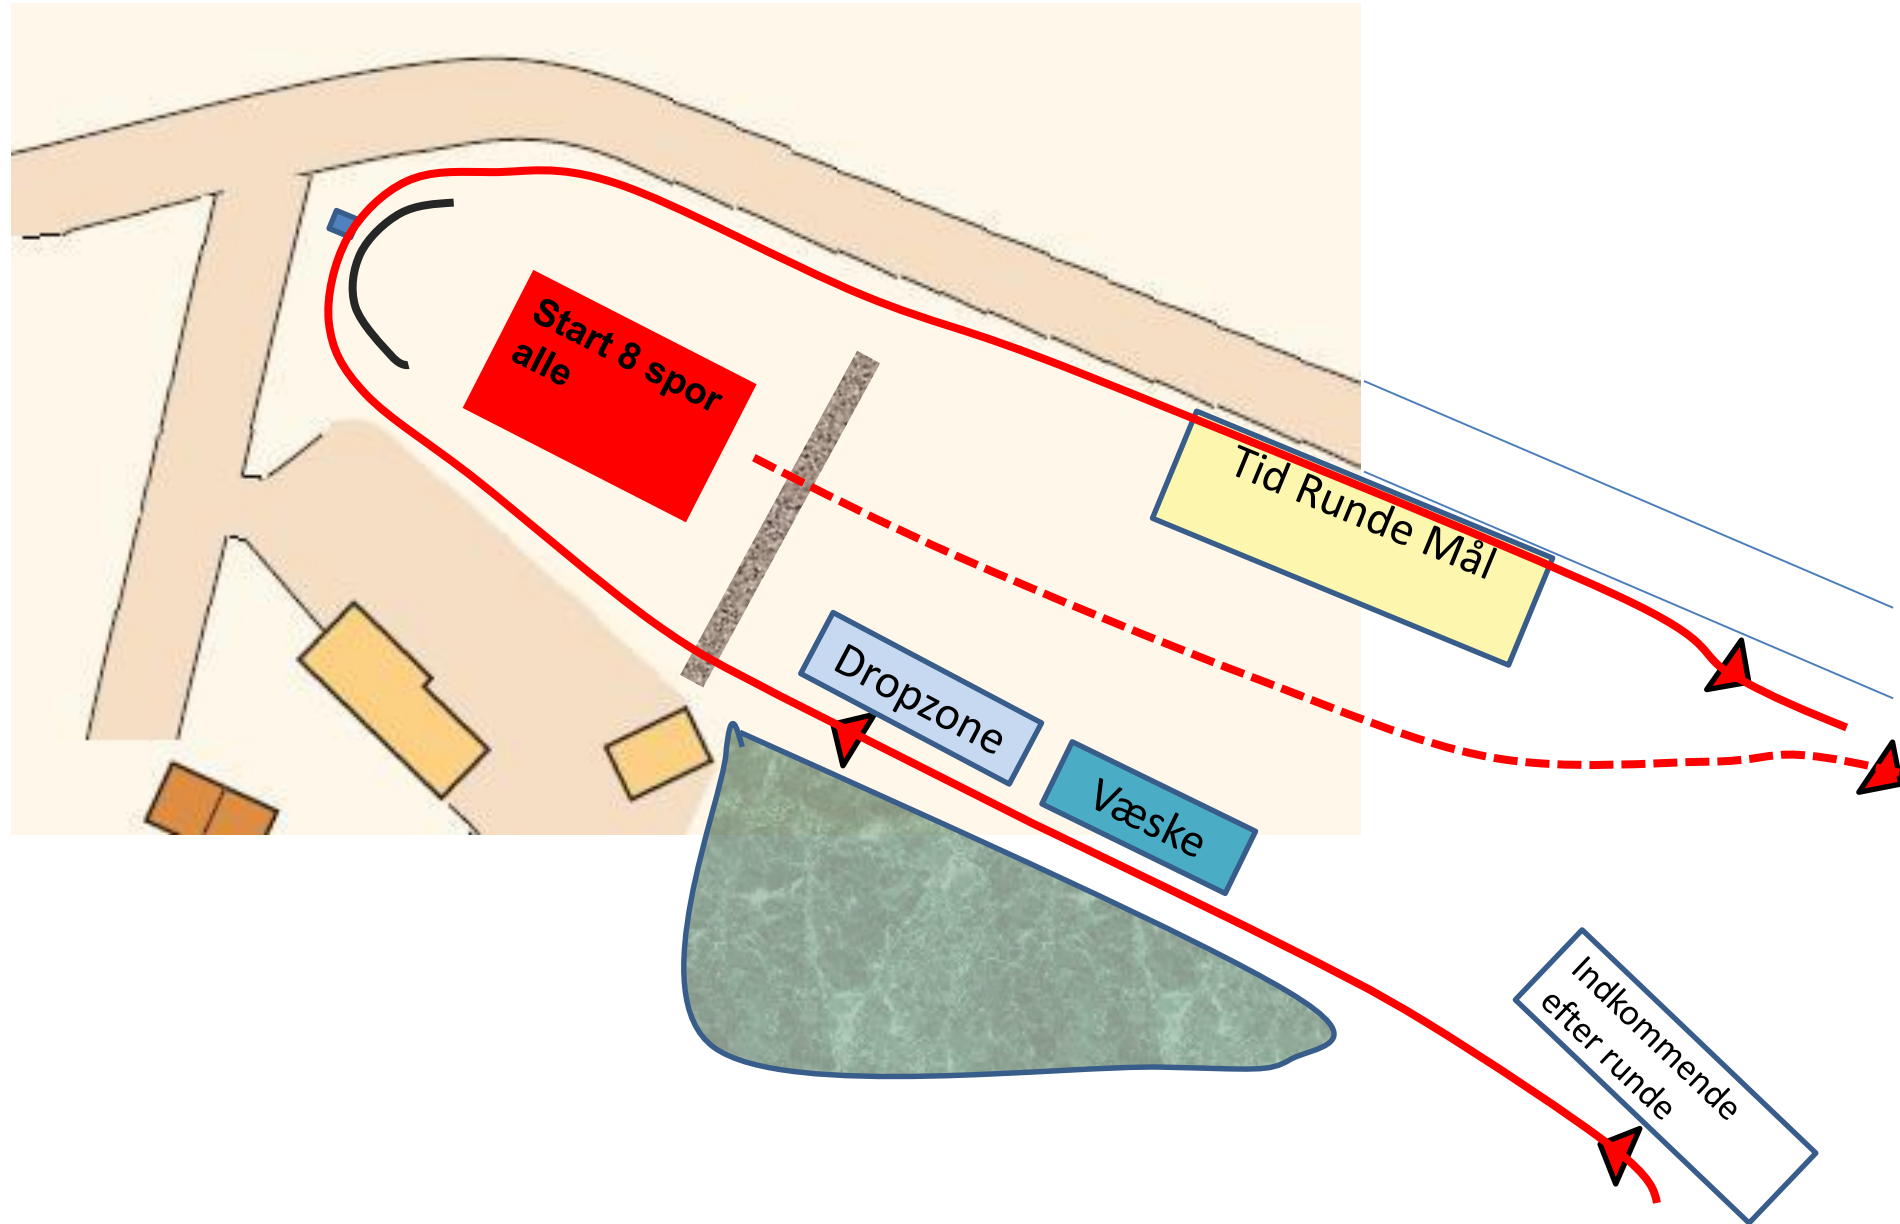 Start 8 spor
alle
Tid Runde Mål
Dropzone
Væske
Indkommende
efter runde